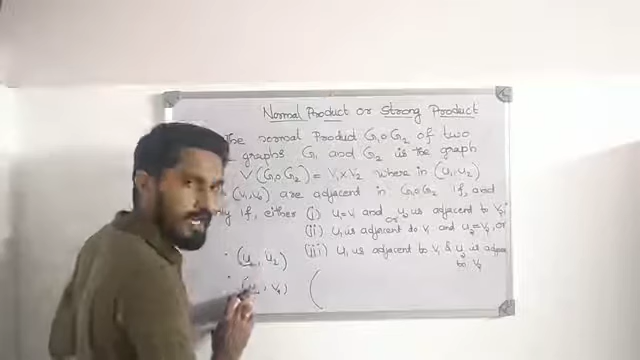 Normal Product or Strong Product
The normal Product G₁∘G₂ of two
graphs G₁ and G₂ is the graph
V(G₁∘G₂) = V₁×V₂ where in (u₁,u₂)
(v₁,v₂) are adjacent in G₁∘G₂ if, and
only if, either (i) u₁=v₁ and u₂ is adjacent to v₂,
or
(ii) u₁ is adjacent to v₁ and u₂=v₂, or
(iii) u₁ is adjacent to v₁ & u₂ is adjacent
to v₂
(u₁, u₂)
(u₁, v₂) (